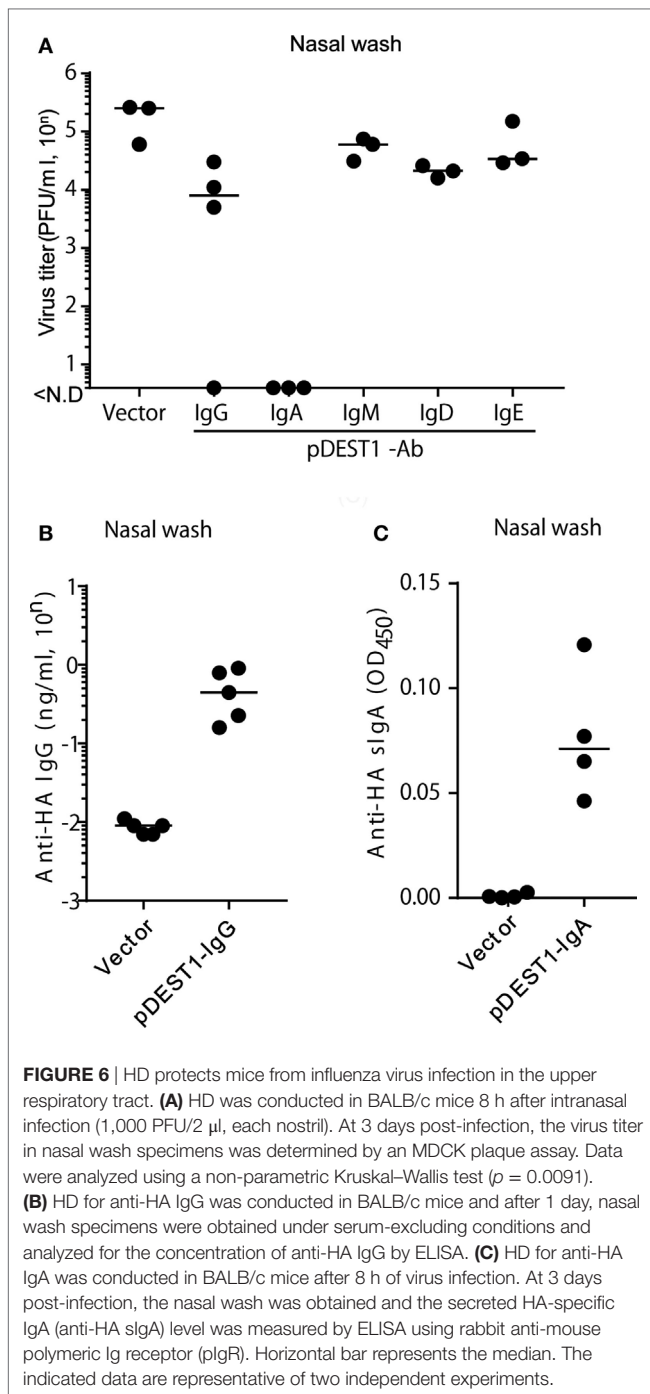 A
Nasal wash
Virus titer (PFU/ml, 10ⁿ)
6
5
4
3
2
1
<N.D
Vector
IgG
IgA
IgM
IgD
IgE
pDEST1 -Ab
B
Nasal wash
Anti-HA IgG (ng/ml, 10ⁿ)
1
0
-1
-2
-3
Vector
pDEST1-IgG
C
Nasal wash
Anti-HA sIgA (OD450)
0.15
0.10
0.05
0.00
Vector
pDEST1-IgA
FIGURE 6 | HD protects mice from influenza virus infection in the upper
respiratory tract. (A) HD was conducted in BALB/c mice 8 h after intranasal
infection (1,000 PFU/2 μl, each nostril). At 3 days post-infection, the virus titer
in nasal wash specimens was determined by an MDCK plaque assay. Data
were analyzed using a non-parametric Kruskal–Wallis test (p = 0.0091).
(B) HD for anti-HA IgG was conducted in BALB/c mice and after 1 day, nasal
wash specimens were obtained under serum-excluding conditions and
analyzed for the concentration of anti-HA IgG by ELISA. (C) HD for anti-HA
IgA was conducted in BALB/c mice after 8 h of virus infection. At 3 days
post-infection, the nasal wash was obtained and the secreted HA-specific
IgA (anti-HA sIgA) level was measured by ELISA using rabbit anti-mouse
polymeric Ig receptor (pIgR). Horizontal bar represents the median. The
indicated data are representative of two independent experiments.